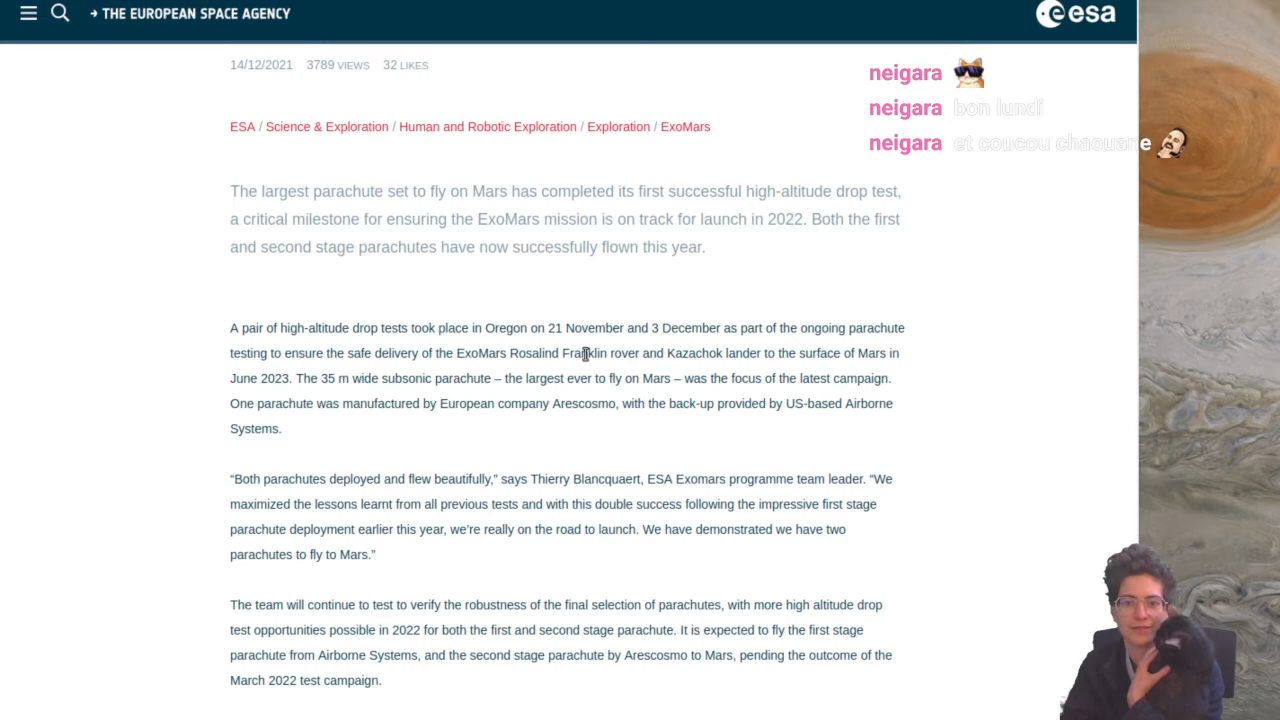 → THE EUROPEAN SPACE AGENCY
esa
14/12/2021 3789 VIEWS 32 LIKES
neigara
neigara bon lundi
neigara et coucou chaouane
ESA / Science & Exploration / Human and Robotic Exploration / Exploration / ExoMars
The largest parachute set to fly on Mars has completed its first successful high-altitude drop test,
a critical milestone for ensuring the ExoMars mission is on track for launch in 2022. Both the first
and second stage parachutes have now successfully flown this year.
A pair of high-altitude drop tests took place in Oregon on 21 November and 3 December as part of the ongoing parachute
testing to ensure the safe delivery of the ExoMars Rosalind Franklin rover and Kazachok lander to the surface of Mars in
June 2023. The 35 m wide subsonic parachute – the largest ever to fly on Mars – was the focus of the latest campaign.
One parachute was manufactured by European company Arescosmo, with the back-up provided by US-based Airborne
Systems.
“Both parachutes deployed and flew beautifully,” says Thierry Blancquaert, ESA Exomars programme team leader. “We
maximized the lessons learnt from all previous tests and with this double success following the impressive first stage
parachute deployment earlier this year, we’re really on the road to launch. We have demonstrated we have two
parachutes to fly to Mars.”
The team will continue to test to verify the robustness of the final selection of parachutes, with more high altitude drop
test opportunities possible in 2022 for both the first and second stage parachute. It is expected to fly the first stage
parachute from Airborne Systems, and the second stage parachute by Arescosmo to Mars, pending the outcome of the
March 2022 test campaign.